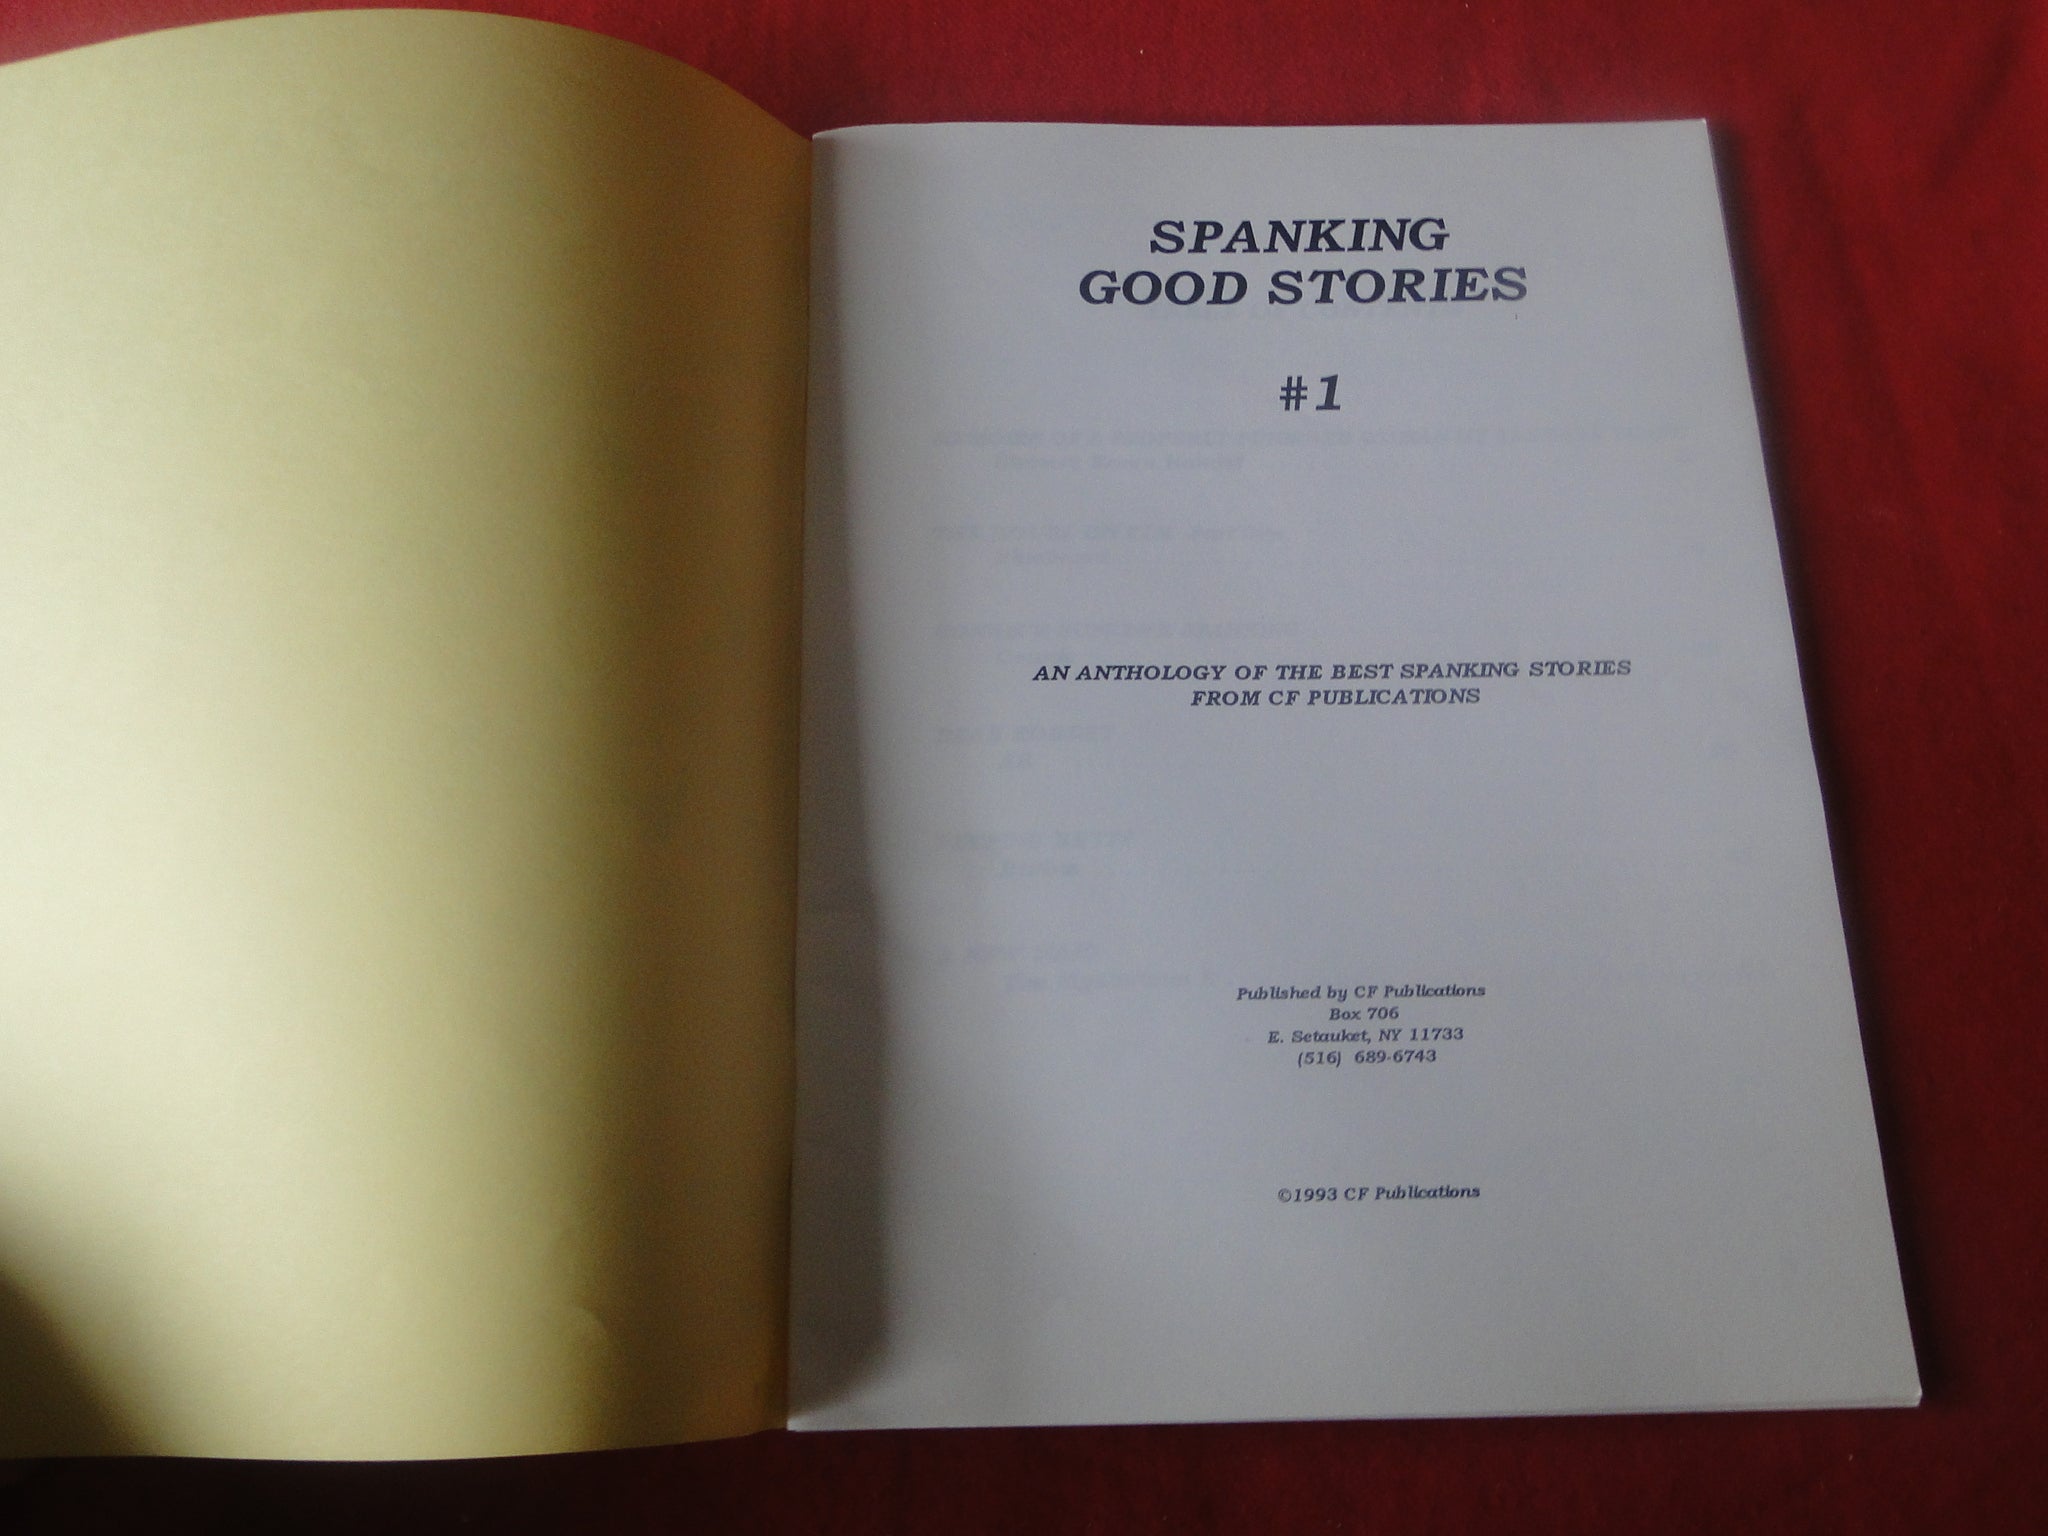 SPANKING
GOOD STORIES
#1
AN ANTHOLOGY OF THE BEST SPANKING STORIES
FROM CF PUBLICATIONS
Published by CF Publications
Box 706
E. Setauket, NY 11733
(516) 689-6743
©1993 CF Publications